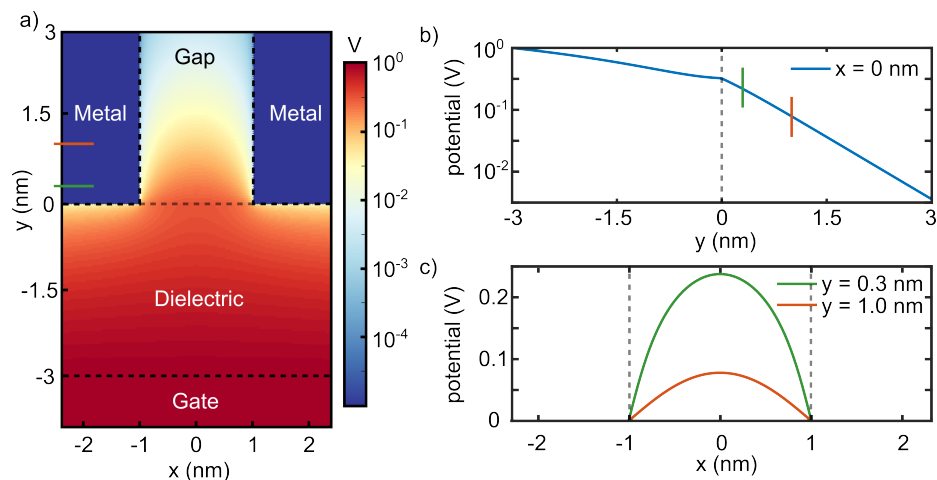 a)
3
1.5
0
-1.5
-3
y (nm)
Gap
Metal
Metal
Dielectric
Gate
-2
-1
0
1
2
x (nm)
V
10^0
10^-1
10^-2
10^-3
10^-4
b)
10^0
10^-1
10^-2
potential (V)
x = 0 nm
-3
-1.5
0
1.5
3
y (nm)
c)
0.2
0.1
0
potential (V)
y = 0.3 nm
y = 1.0 nm
-2
-1
0
1
2
x (nm)